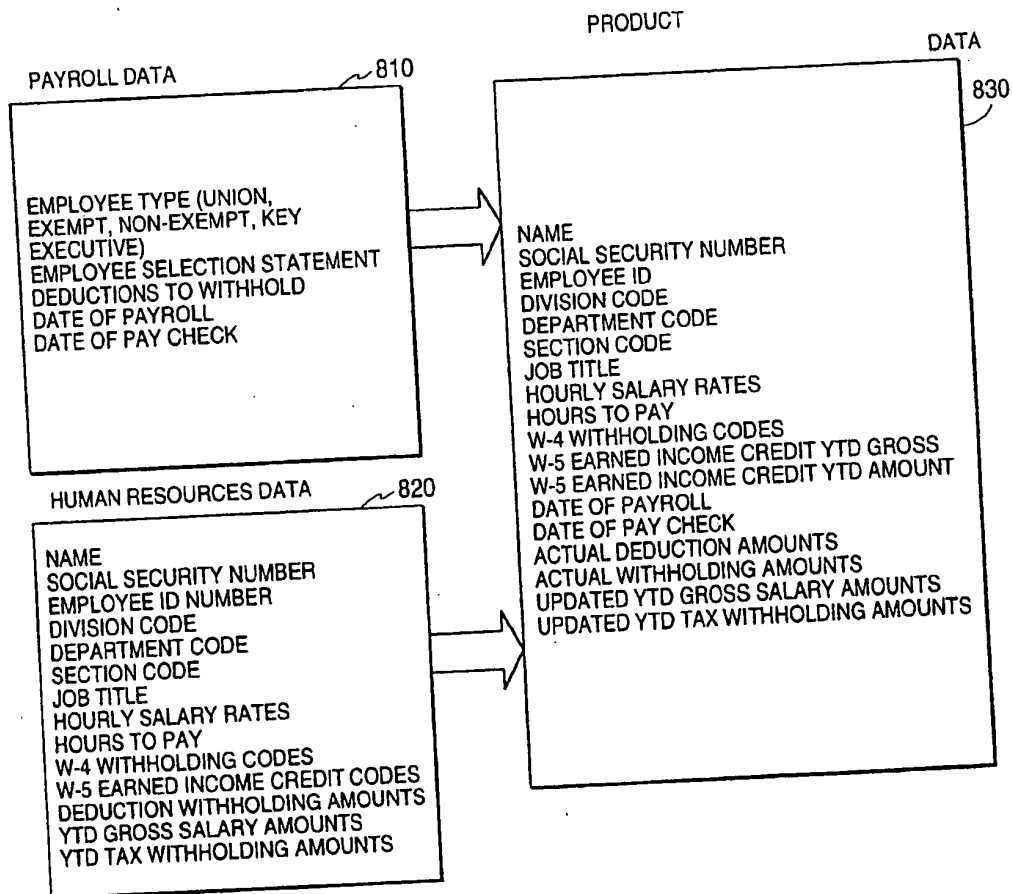 PRODUCT
PAYROLL DATA
810
EMPLOYEE TYPE (UNION,
EXEMPT, NON-EXEMPT, KEY
EXECUTIVE)
EMPLOYEE SELECTION STATEMENT
DEDUCTIONS TO WITHHOLD
DATE OF PAYROLL
DATE OF PAY CHECK
HUMAN RESOURCES DATA
820
NAME
SOCIAL SECURITY NUMBER
EMPLOYEE ID NUMBER
DIVISION CODE
DEPARTMENT CODE
SECTION CODE
JOB TITLE
HOURLY SALARY RATES
HOURS TO PAY
W-4 WITHHOLDING CODES
W-5 EARNED INCOME CREDIT CODES
DEDUCTION WITHHOLDING AMOUNTS
YTD GROSS SALARY AMOUNTS
YTD TAX WITHHOLDING AMOUNTS
DATA
830
NAME
SOCIAL SECURITY NUMBER
EMPLOYEE ID
DIVISION CODE
DEPARTMENT CODE
SECTION CODE
JOB TITLE
HOURLY SALARY RATES
HOURS TO PAY
W-4 WITHHOLDING CODES
W-5 EARNED INCOME CREDIT YTD GROSS
W-5 EARNED INCOME CREDIT YTD AMOUNT
DATE OF PAYROLL
DATE OF PAY CHECK
ACTUAL DEDUCTION AMOUNTS
ACTUAL WITHHOLDING AMOUNTS
UPDATED YTD GROSS SALARY AMOUNTS
UPDATED YTD TAX WITHHOLDING AMOUNTS